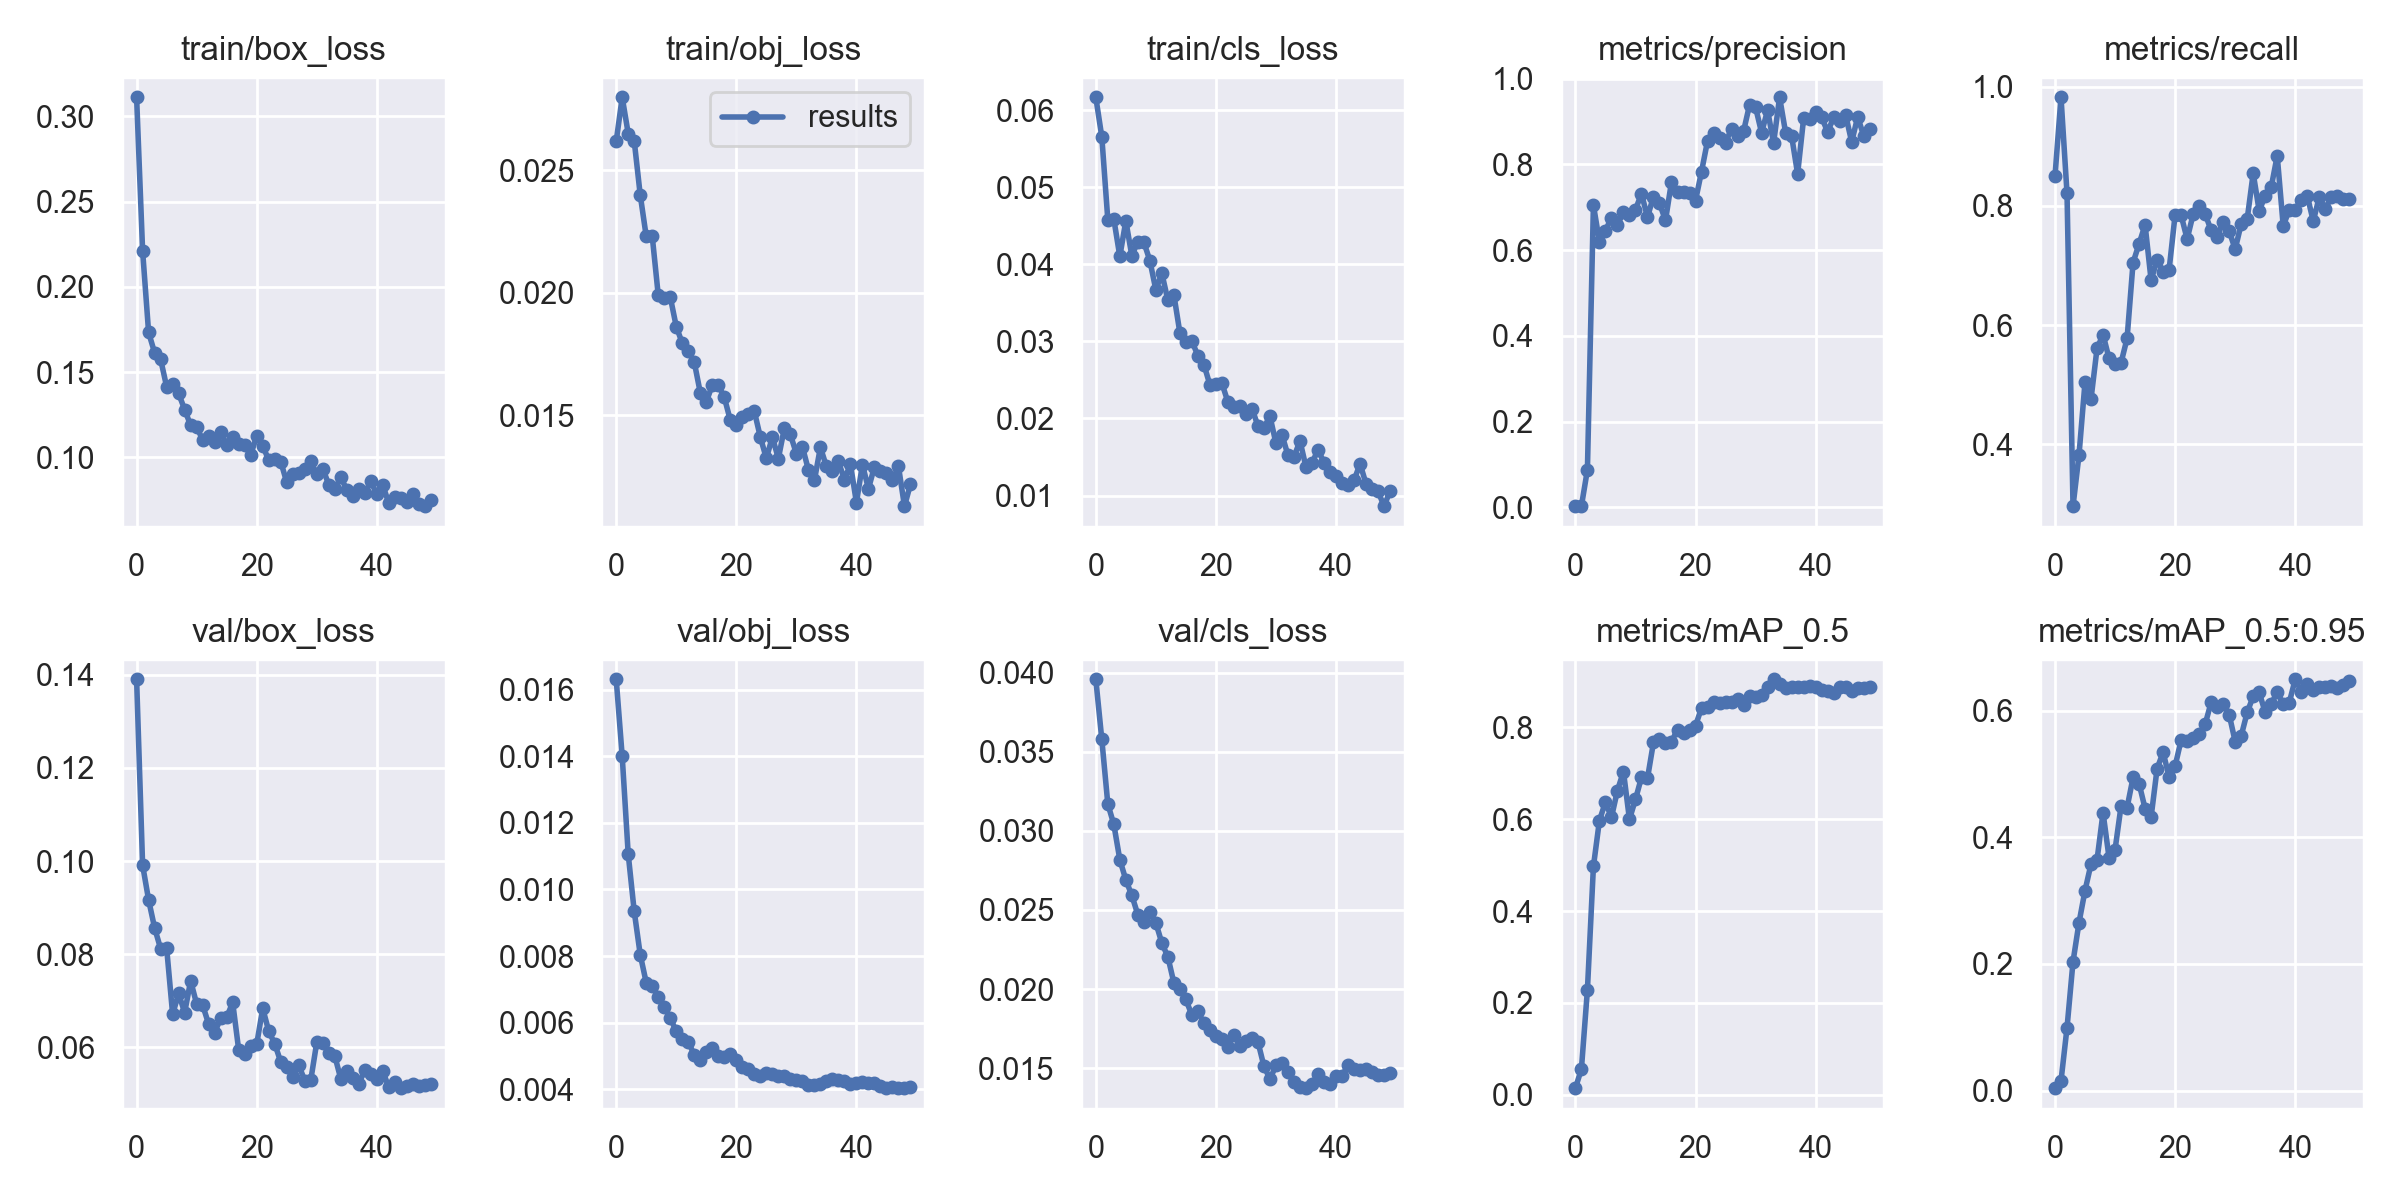 train/box_loss
0.30
0.25
0.20
0.15
0.10
0 20 40
train/obj_loss
results
0.025
0.020
0.015
0 20 40
train/cls_loss
0.06
0.05
0.04
0.03
0.02
0.01
0 20 40
metrics/precision
1.0
0.8
0.6
0.4
0.2
0.0
0 20 40
metrics/recall
1.0
0.8
0.6
0.4
0 20 40
val/box_loss
0.14
0.12
0.10
0.08
0.06
0 20 40
val/obj_loss
0.016
0.014
0.012
0.010
0.008
0.006
0.004
0 20 40
val/cls_loss
0.040
0.035
0.030
0.025
0.020
0.015
0 20 40
metrics/mAP_0.5
0.8
0.6
0.4
0.2
0.0
0 20 40
metrics/mAP_0.5:0.95
0.6
0.4
0.2
0.0
0 20 40